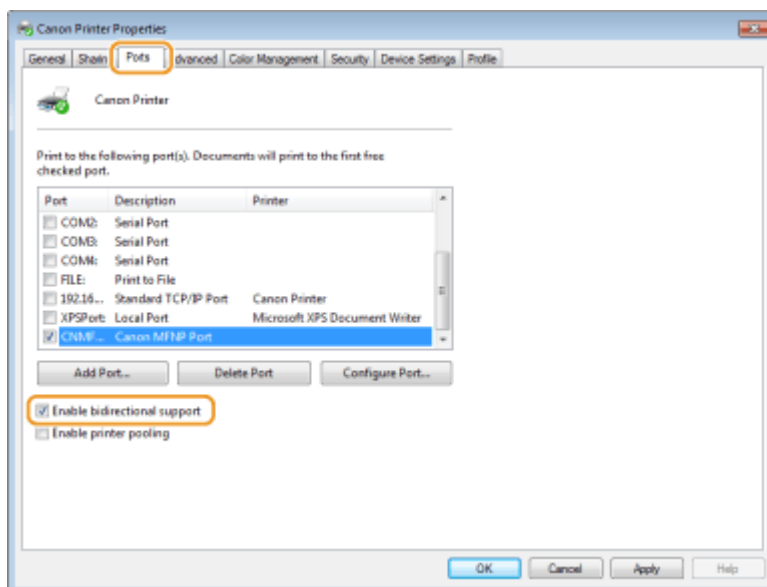 Canon Printer Properties
General Sharin Ports dvanced Color Management Security Device Settings Profile
Canon Printer
Print to the following port(s). Documents will print to the first free
checked port.
Port Description Printer
COM2: Serial Port
COM3: Serial Port
COM4: Serial Port
FILE: Print to File
192.16... Standard TCP/IP Port Canon Printer
XPSPort: Local Port Microsoft XPS Document Writer
CNMF... Canon MFNP Port
Add Port... Delete Port Configure Port...
Enable bidirectional support
Enable printer pooling
OK Cancel Apply Help